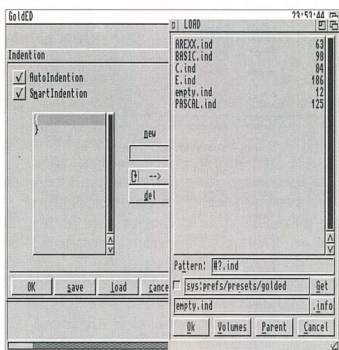 GoldED
23:53:44
Indention
AutoIndention
SmartIndention
{
}
new
-->
del
OK
save
load
cance
LOAD
AREXX.ind 63
BASIC.ind 98
C.ind 84
E.ind 186
empty.ind 12
PASCAL.ind 125
Pattern: #?.ind
sys:prefs/presets/golded
Get
empty.ind
.info
Ok
Volumes
Parent
Cancel